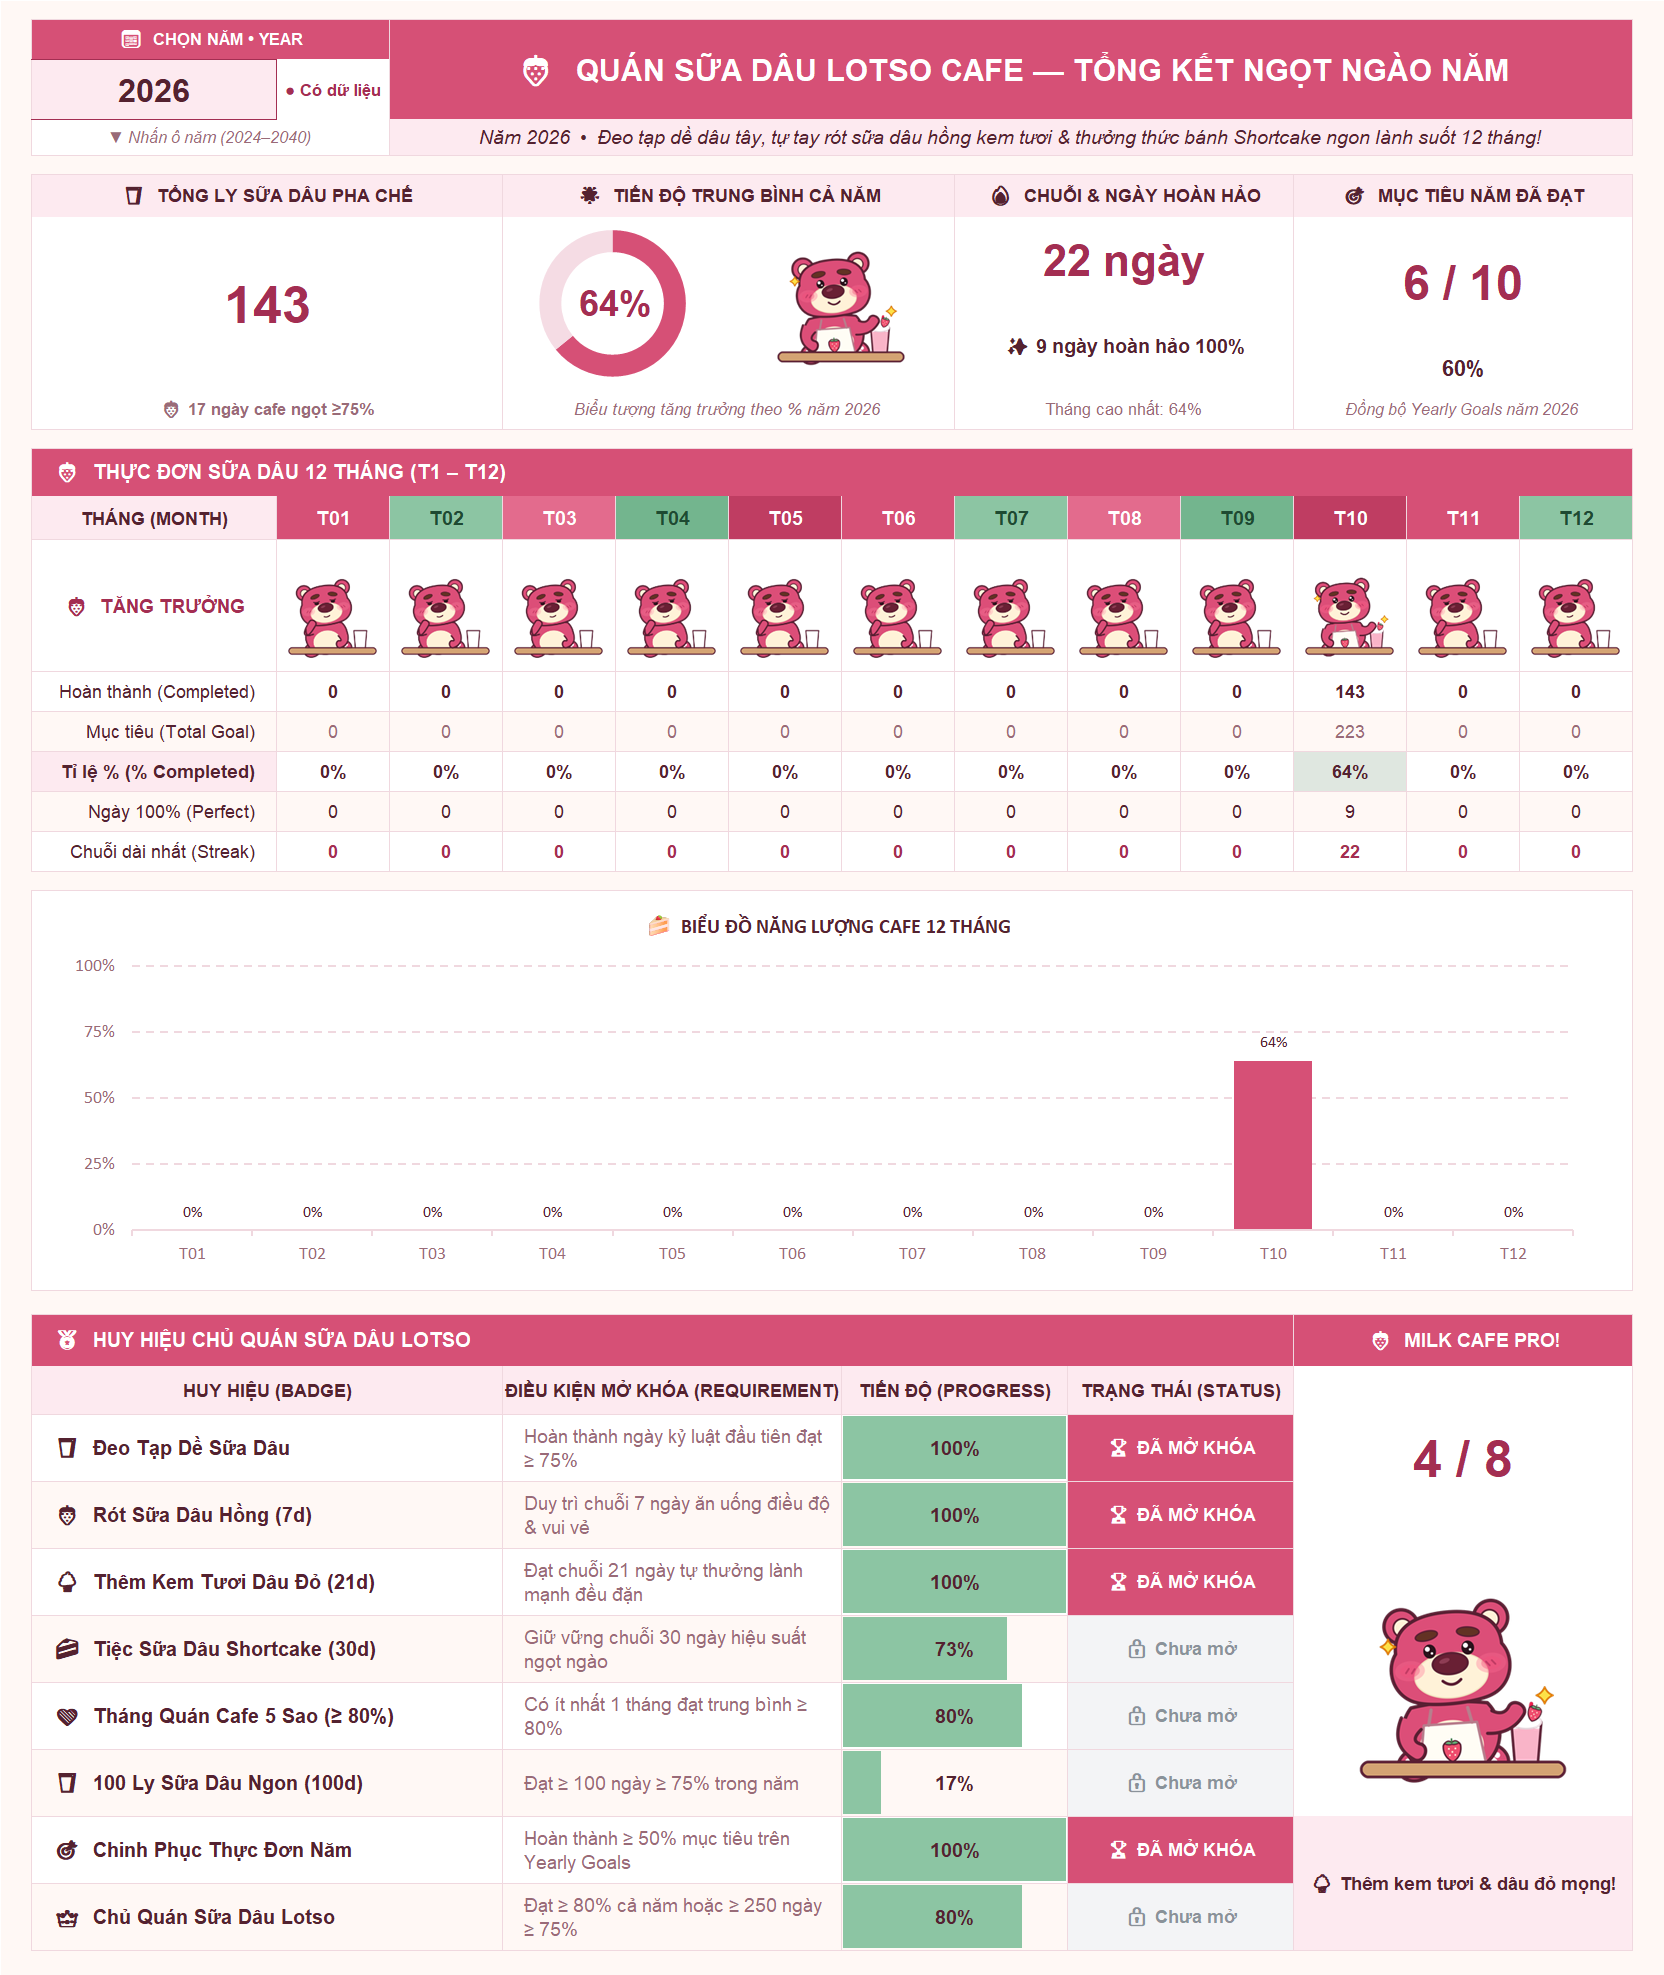 CHỌN NĂM • YEAR
2026
● Có dữ liệu
▼ Nhấn ô năm (2024–2040)
QUÁN SỮA DÂU LOTSO CAFE — TỔNG KẾT NGỌT NGÀO NĂM
Năm 2026 • Đeo tạp dề dâu tây, tự tay rót sữa dâu hồng kem tươi & thưởng thức bánh Shortcake ngon lành suốt 12 tháng!
TỔNG LY SỮA DÂU PHA CHẾ
143
17 ngày cafe ngọt ≥75%
TIẾN ĐỘ TRUNG BÌNH CẢ NĂM
64%
Biểu tượng tăng trưởng theo % năm 2026
CHUỖI & NGÀY HOÀN HẢO
22 ngày
9 ngày hoàn hảo 100%
Tháng cao nhất: 64%
MỤC TIÊU NĂM ĐÃ ĐẠT
6 / 10
60%
Đồng bộ Yearly Goals năm 2026
THỰC ĐƠN SỮA DÂU 12 THÁNG (T1 – T12)
THÁNG (MONTH) T01 T02 T03 T04 T05 T06 T07 T08 T09 T10 T11 T12
TĂNG TRƯỞNG
Hoàn thành (Completed) 0 0 0 0 0 0 0 0 0 143 0 0
Mục tiêu (Total Goal) 0 0 0 0 0 0 0 0 0 223 0 0
Tỉ lệ % (% Completed) 0% 0% 0% 0% 0% 0% 0% 0% 0% 64% 0% 0%
Ngày 100% (Perfect) 0 0 0 0 0 0 0 0 0 9 0 0
Chuỗi dài nhất (Streak) 0 0 0 0 0 0 0 0 0 22 0 0
BIỂU ĐỒ NĂNG LƯỢNG CAFE 12 THÁNG
100%
75%
64%
50%
25%
0% 0% 0% 0% 0% 0% 0% 0% 0% 0% 0%
0%
T01 T02 T03 T04 T05 T06 T07 T08 T09 T10 T11 T12
HUY HIỆU CHỦ QUÁN SỮA DÂU LOTSO
HUY HIỆU (BADGE) ĐIỀU KIỆN MỞ KHÓA (REQUIREMENT) TIẾN ĐỘ (PROGRESS) TRẠNG THÁI (STATUS)
Đeo Tạp Dề Sữa Dâu
Hoàn thành ngày kỷ luật đầu tiên đạt
≥ 75%
100%
ĐÃ MỞ KHÓA
Rót Sữa Dâu Hồng (7d)
Duy trì chuỗi 7 ngày ăn uống điều độ
& vui vẻ
100%
ĐÃ MỞ KHÓA
Thêm Kem Tươi Dâu Đỏ (21d)
Đạt chuỗi 21 ngày tự thưởng lành
mạnh đều đặn
100%
ĐÃ MỞ KHÓA
Tiệc Sữa Dâu Shortcake (30d)
Giữ vững chuỗi 30 ngày hiệu suất
ngọt ngào
73%
Chưa mở
Tháng Quán Cafe 5 Sao (≥ 80%)
Có ít nhất 1 tháng đạt trung bình ≥
80%
80%
Chưa mở
100 Ly Sữa Dâu Ngon (100d)
Đạt ≥ 100 ngày ≥ 75% trong năm
17%
Chưa mở
Chinh Phục Thực Đơn Năm
Hoàn thành ≥ 50% mục tiêu trên
Yearly Goals
100%
ĐÃ MỞ KHÓA
Chủ Quán Sữa Dâu Lotso
Đạt ≥ 80% cả năm hoặc ≥ 250 ngày
≥ 75%
80%
Chưa mở
MILK CAFE PRO!
4 / 8
Thêm kem tươi & dâu đỏ mọng!